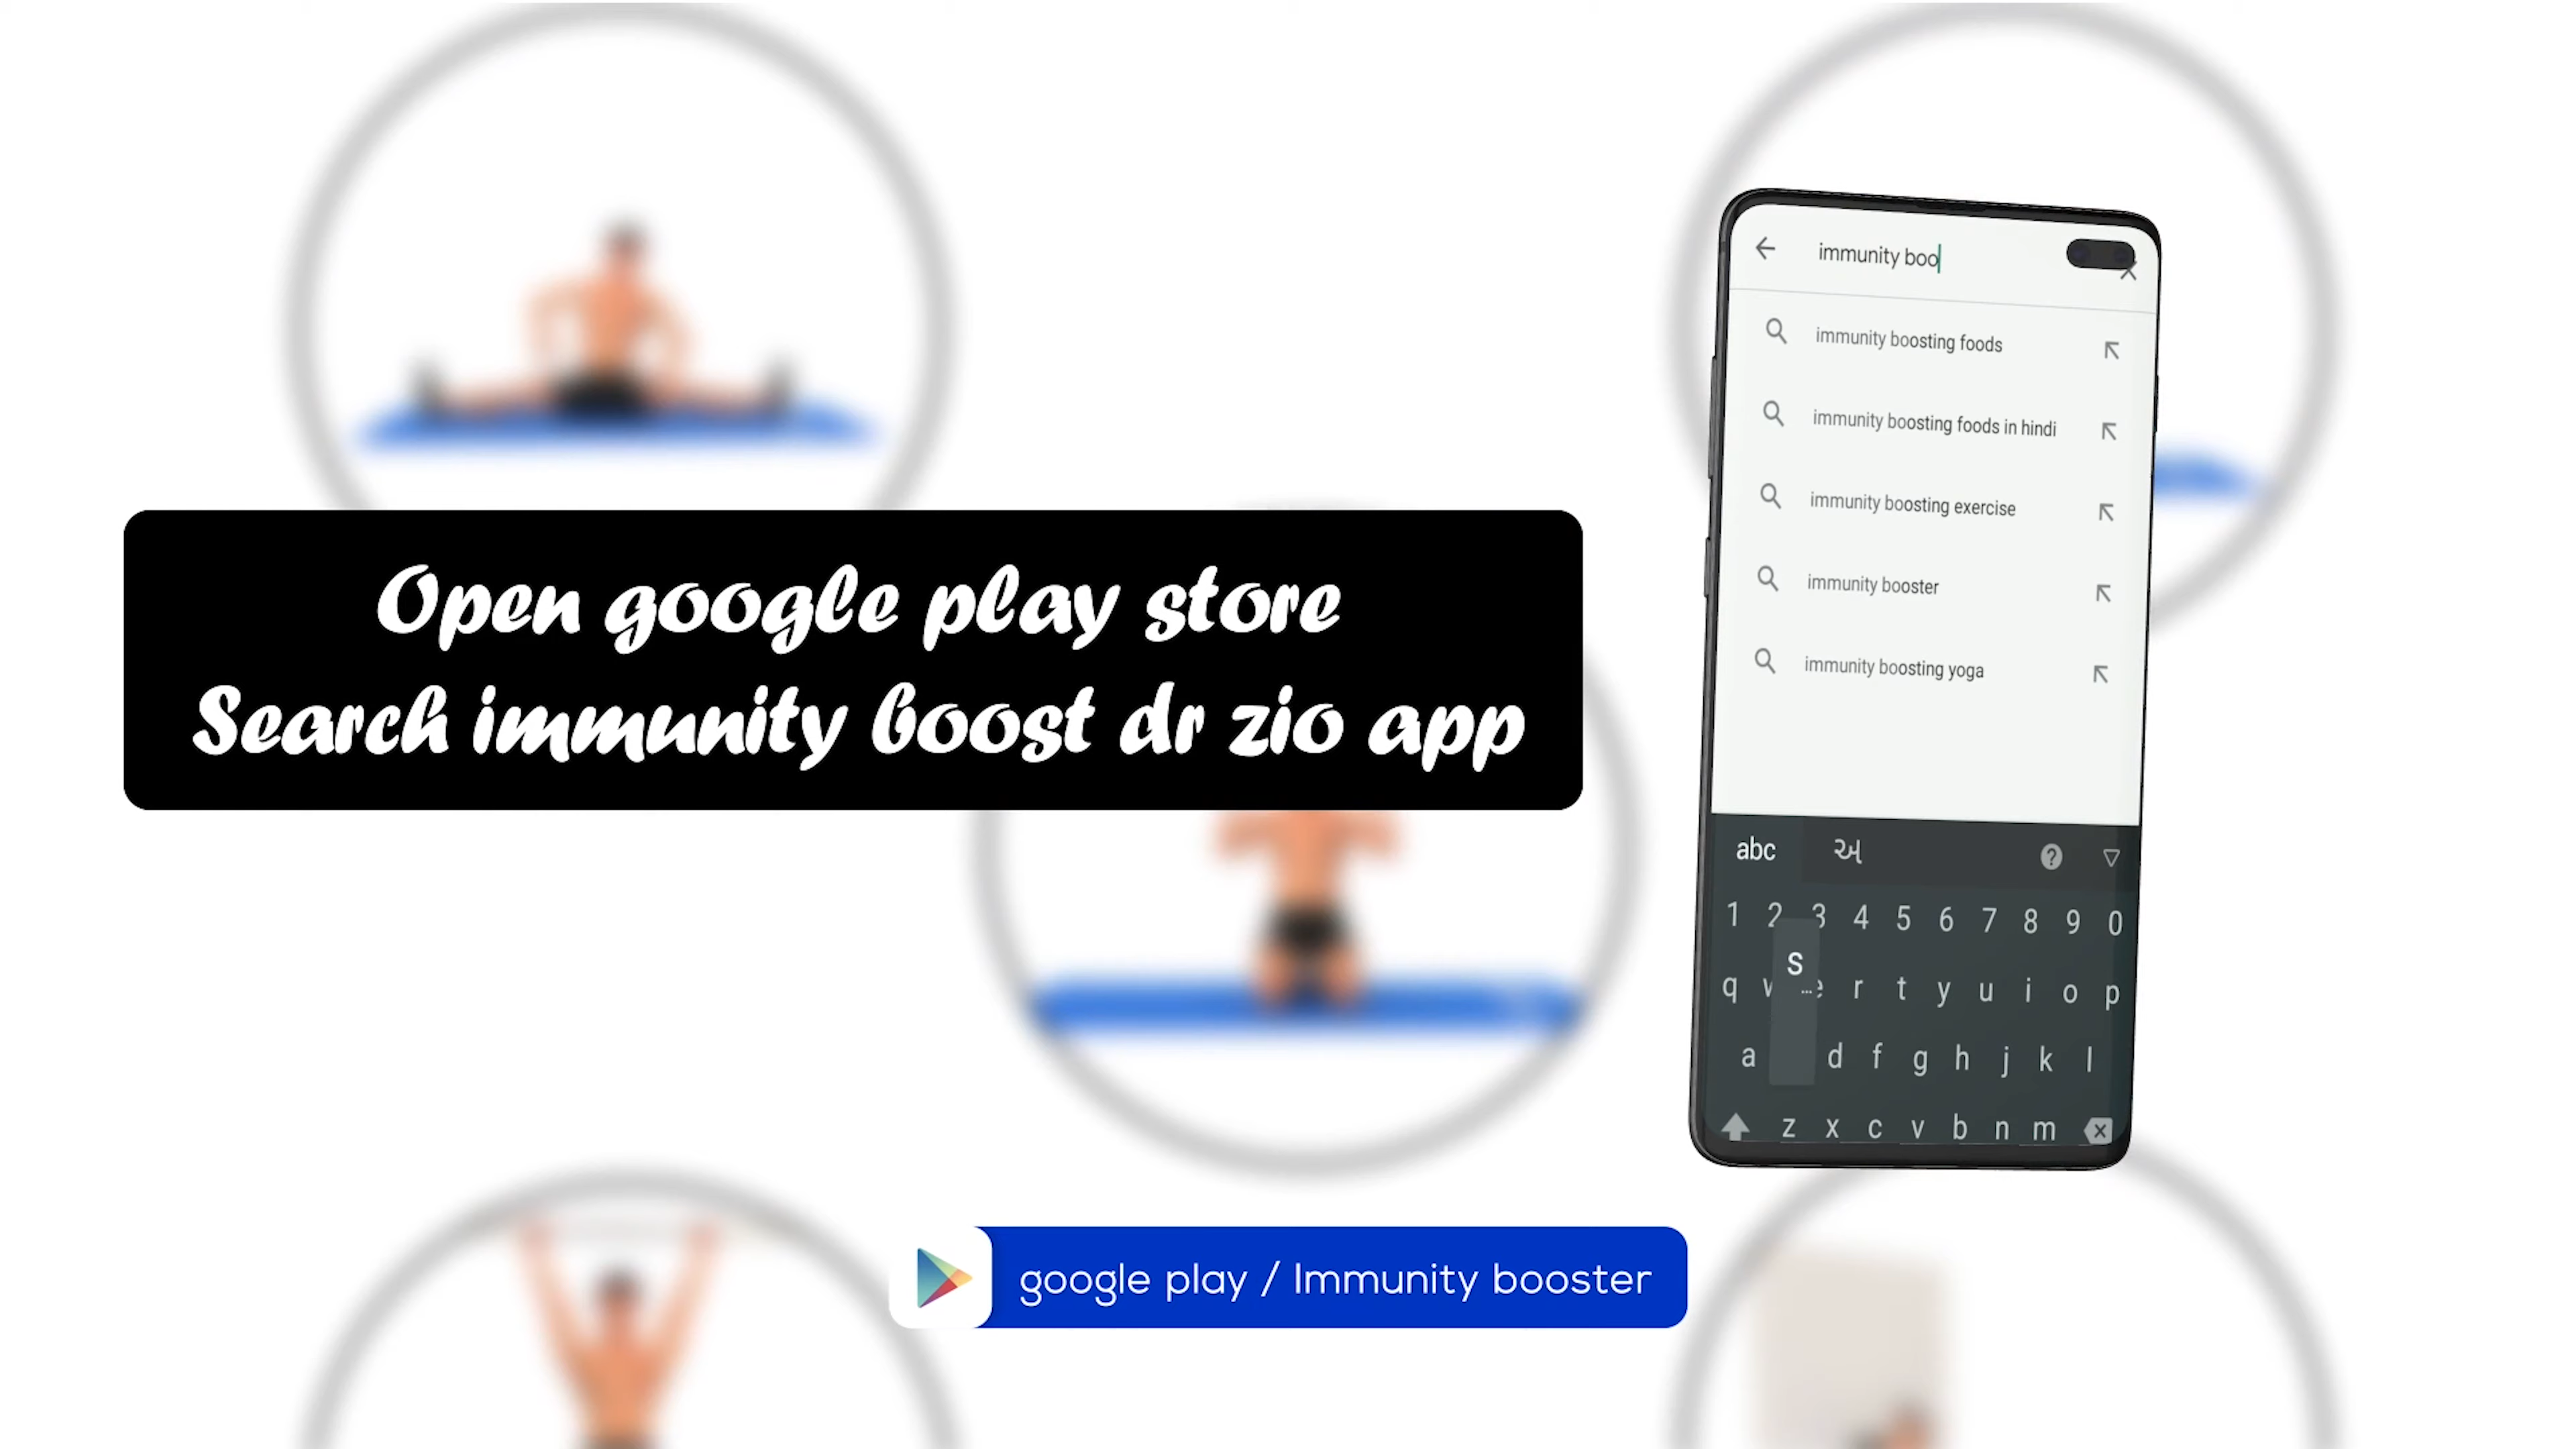 Open google play store
Search immunity boost dr zio app
immunity boo
immunity boosting foods
immunity boosting foods in hindi
immunity boosting exercise
immunity booster
immunity boosting yoga
abc અ
1 2 3 4 5 6 7 8 9 0
s
q w e r t y u i o p
a d f g h j k l
z x c v b n m
google play / Immunity booster